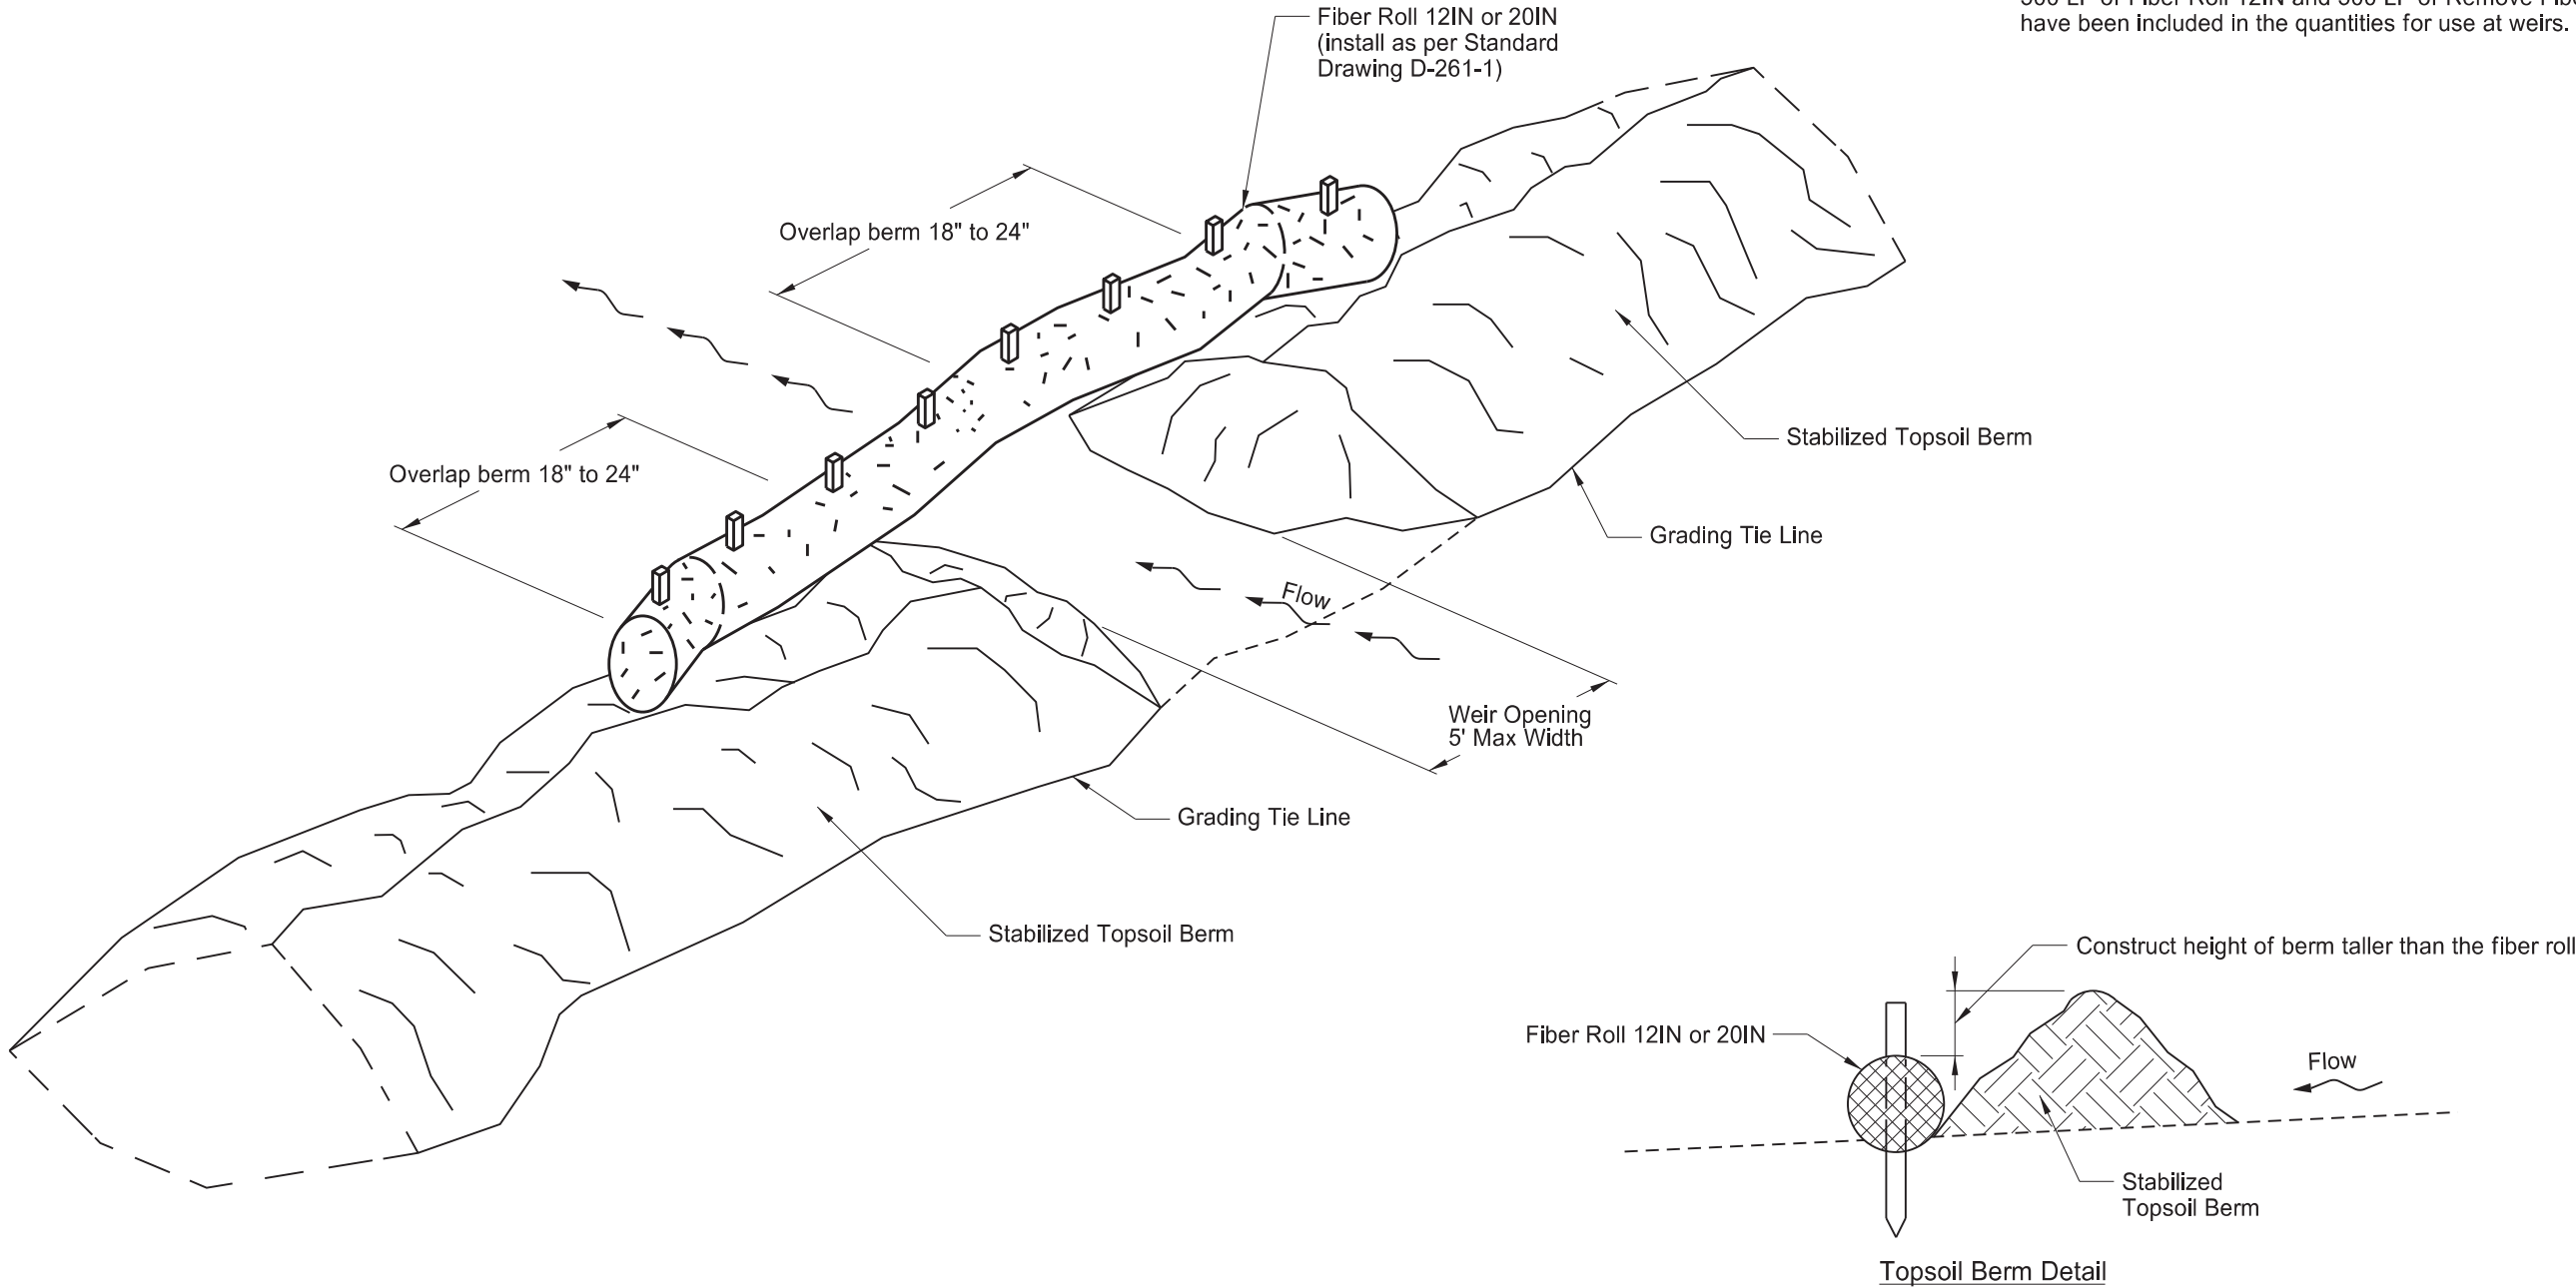 have been included in the quantities for use at weirs.
Fiber Roll 12IN or 20IN
(install as per Standard
Drawing D-261-1)
Overlap berm 18" to 24"
Overlap berm 18" to 24"
Stabilized Topsoil Berm
Grading Tie Line
Flow
Weir Opening
5' Max Width
Grading Tie Line
Stabilized Topsoil Berm
Construct height of berm taller than the fiber roll
Fiber Roll 12IN or 20IN
Flow
Stabilized
Topsoil Berm
Topsoil Berm Detail